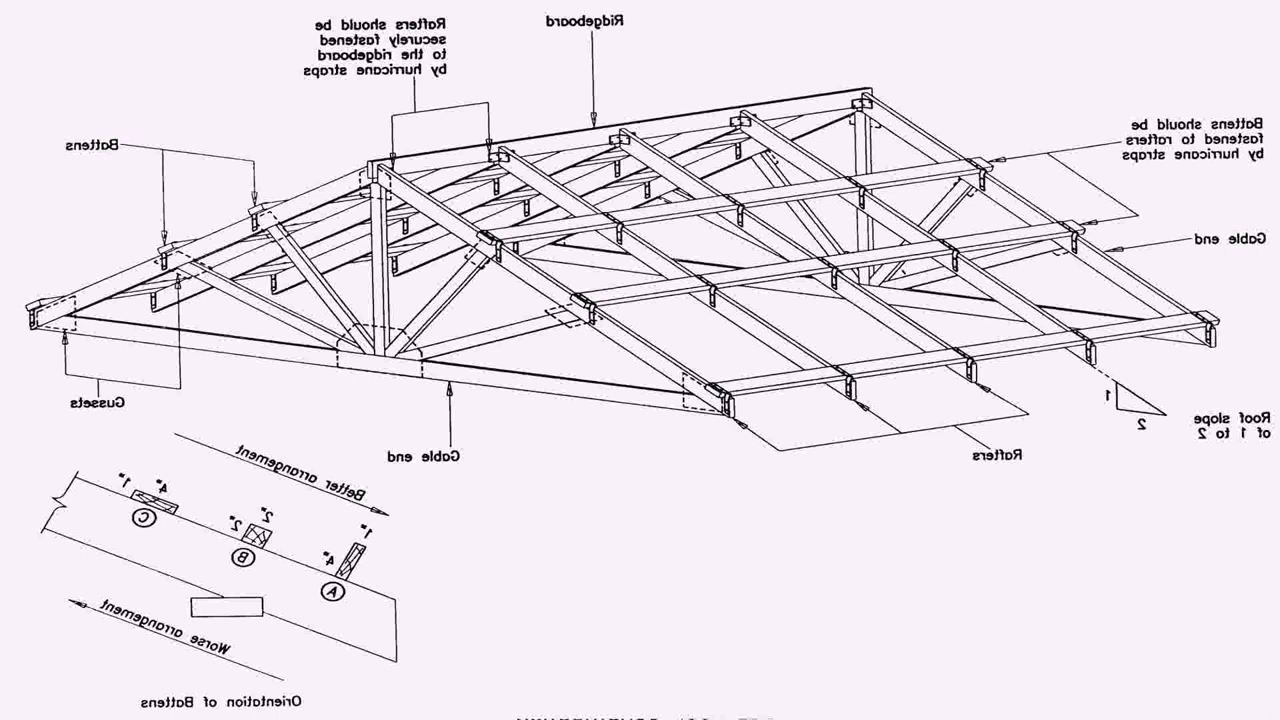 Ridgeboard
Rafters should be
securely fastened
to the ridgeboard
by hurricane straps
Battens should be
fastened to rafters
by hurricane straps
Battens
Gable end
Gussets
Gable end
Rafters
1
2
Roof slope
of 1 to 2
Better arrangement
1"
4"
C
2"
2"
B
1"
4"
A
Worse arrangement
Orientation of Battens